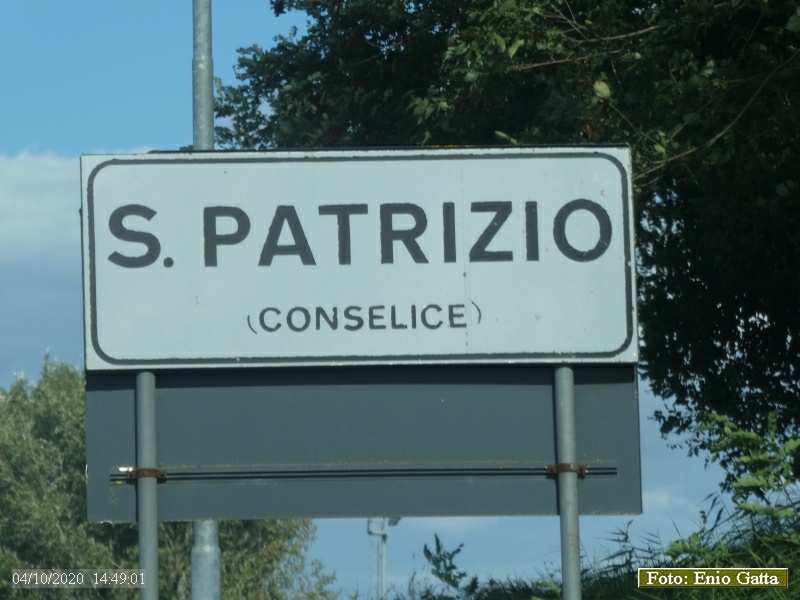 S. PATRIZIO
(CONSELICE)
04/10/2020 14:49:01
Foto: Enio Gatta